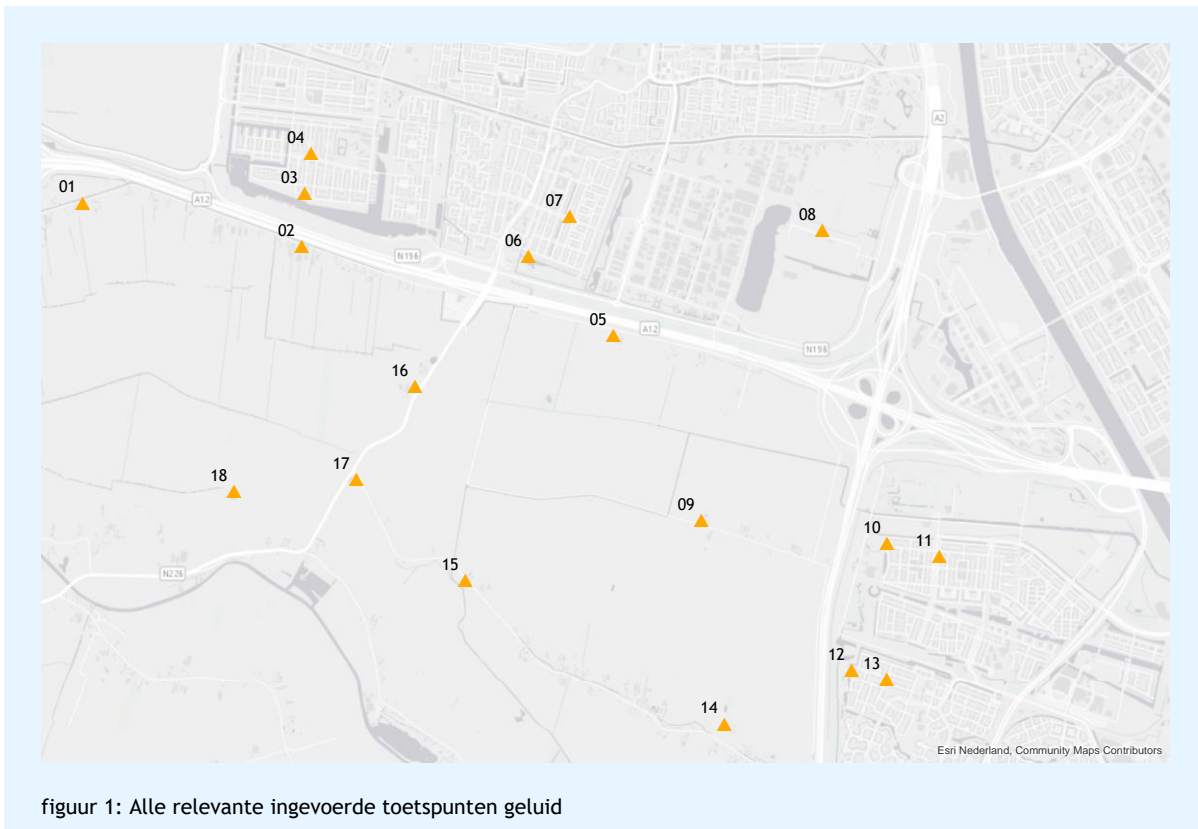 A2
04
03
01
A12
07
08
02
06
N198
05
A12
N198
16
17
18
09
10
11
15
N228
12
13
14
Esri Nederland, Community Maps Contributors
figuur 1: Alle relevante ingevoerde toetspunten geluid